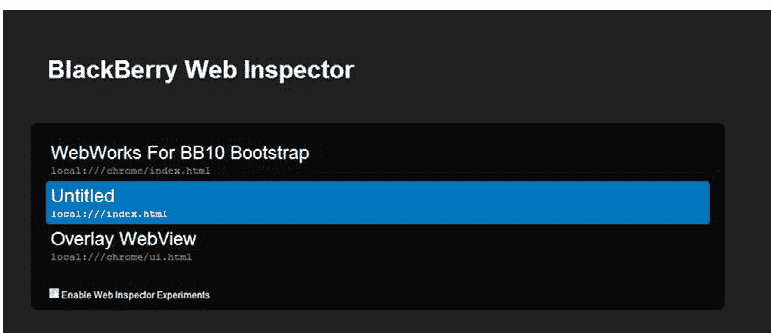 BlackBerry Web Inspector
WebWorks For BB10 Bootstrap
local:///chrome/index.html
Untitled
local:///index.html
Overlay WebView
local:///chrome/ui.html
Enable Web Inspector Experiments